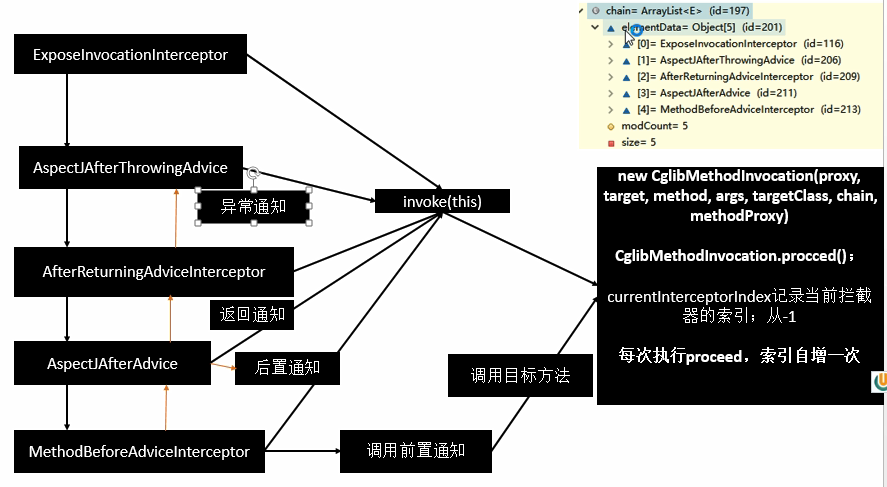 chain= ArrayList<E> (id=197)
elementData= Object[5] (id=201)
[0]= ExposeInvocationInterceptor (id=116)
[1]= AspectJAfterThrowingAdvice (id=206)
[2]= AfterReturningAdviceInterceptor (id=209)
[3]= AspectJAfterAdvice (id=211)
[4]= MethodBeforeAdviceInterceptor (id=213)
modCount= 5
size= 5
ExposeInvocationInterceptor
AspectJAfterThrowingAdvice
异常通知
invoke(this)
AfterReturningAdviceInterceptor
返回通知
AspectJAfterAdvice
后置通知
调用目标方法
MethodBeforeAdviceInterceptor
调用前置通知
new CglibMethodInvocation(proxy,
target, method, args, targetClass, chain,
methodProxy)
CglibMethodInvocation.procced();
currentInterceptorIndex记录当前拦截
器的索引；从-1
每次执行proceed，索引自增一次